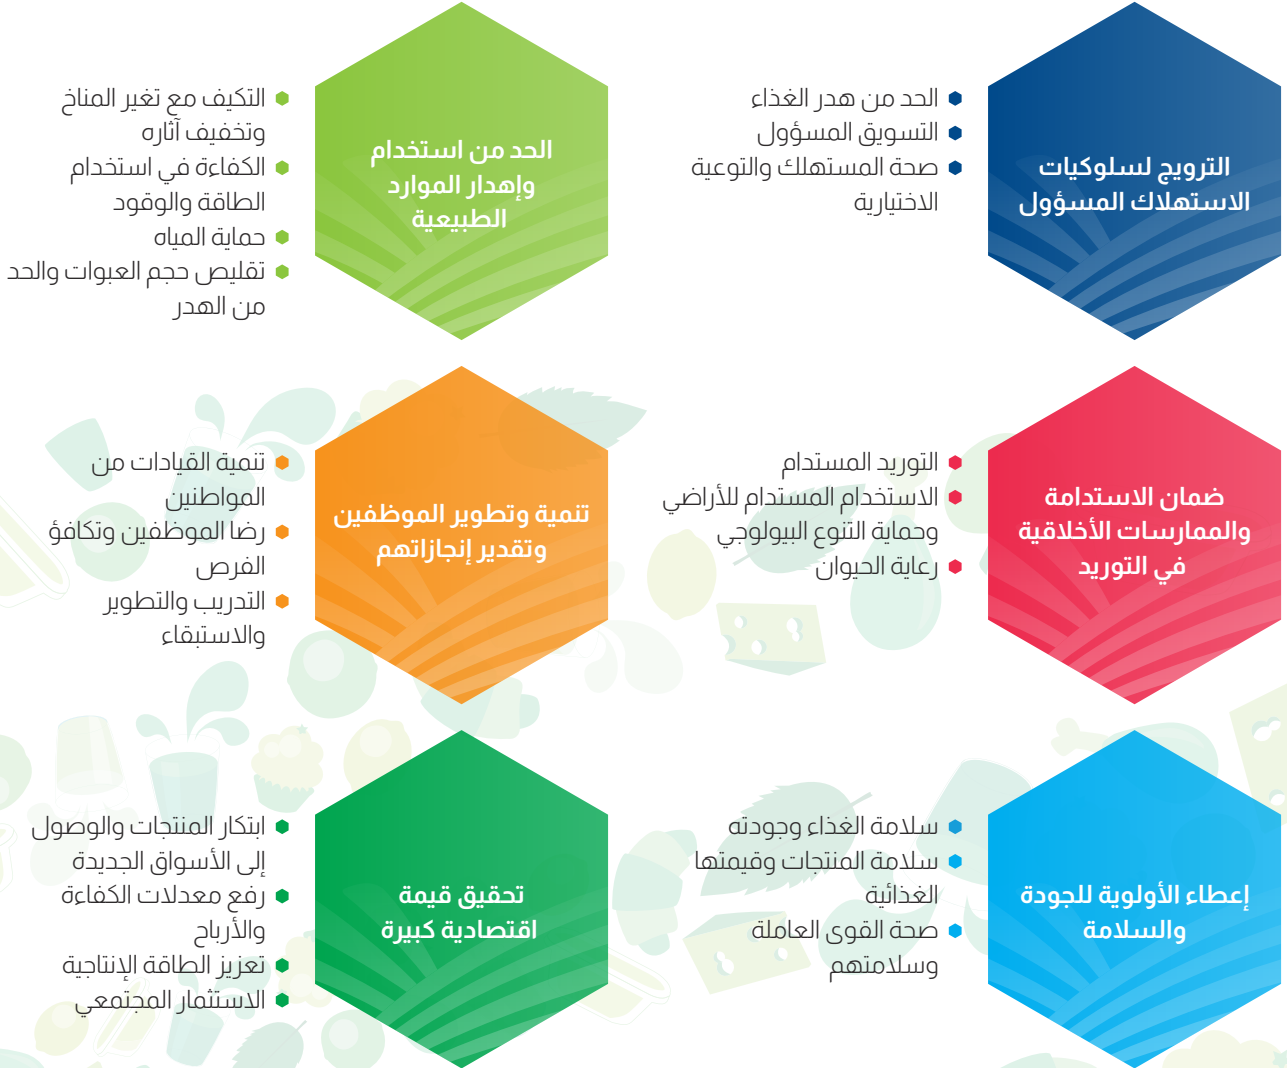 الترويج لسلوكيات
الاستهلاك المسؤول
الحد من هدر الغذاء
التسويق المسؤول
صحة المستهلك والتوعية
الاختيارية
الحد من استخدام
وإهدار الموارد
الطبيعية
التكيف مع تغير المناخ
وتخفيف آثاره
الكفاءة في استخدام
الطاقة والوقود
حماية المياه
تقليص حجم العبوات والحد
من الهدر
ضمان الاستدامة
والممارسات الأخلاقية
في التوريد
التوريد المستدام
الاستخدام المستدام للأراضي
وحماية التنوع البيولوجي
رعاية الحيوان
تنمية وتطوير الموظفين
وتقدير إنجازاتهم
تنمية القيادات من
المواطنين
رضا الموظفين وتكافؤ
الفرص
التدريب والتطوير
والاستبقاء
إعطاء الأولوية للجودة
والسلامة
سلامة الغذاء وجودته
سلامة المنتجات وقيمتها
الغذائية
صحة القوى العاملة
وسلامتهم
تحقيق قيمة
اقتصادية كبيرة
ابتكار المنتجات والوصول
إلى الأسواق الجديدة
رفع معدلات الكفاءة
والأرباح
تعزيز الطاقة الإنتاجية
الاستثمار المجتمعي